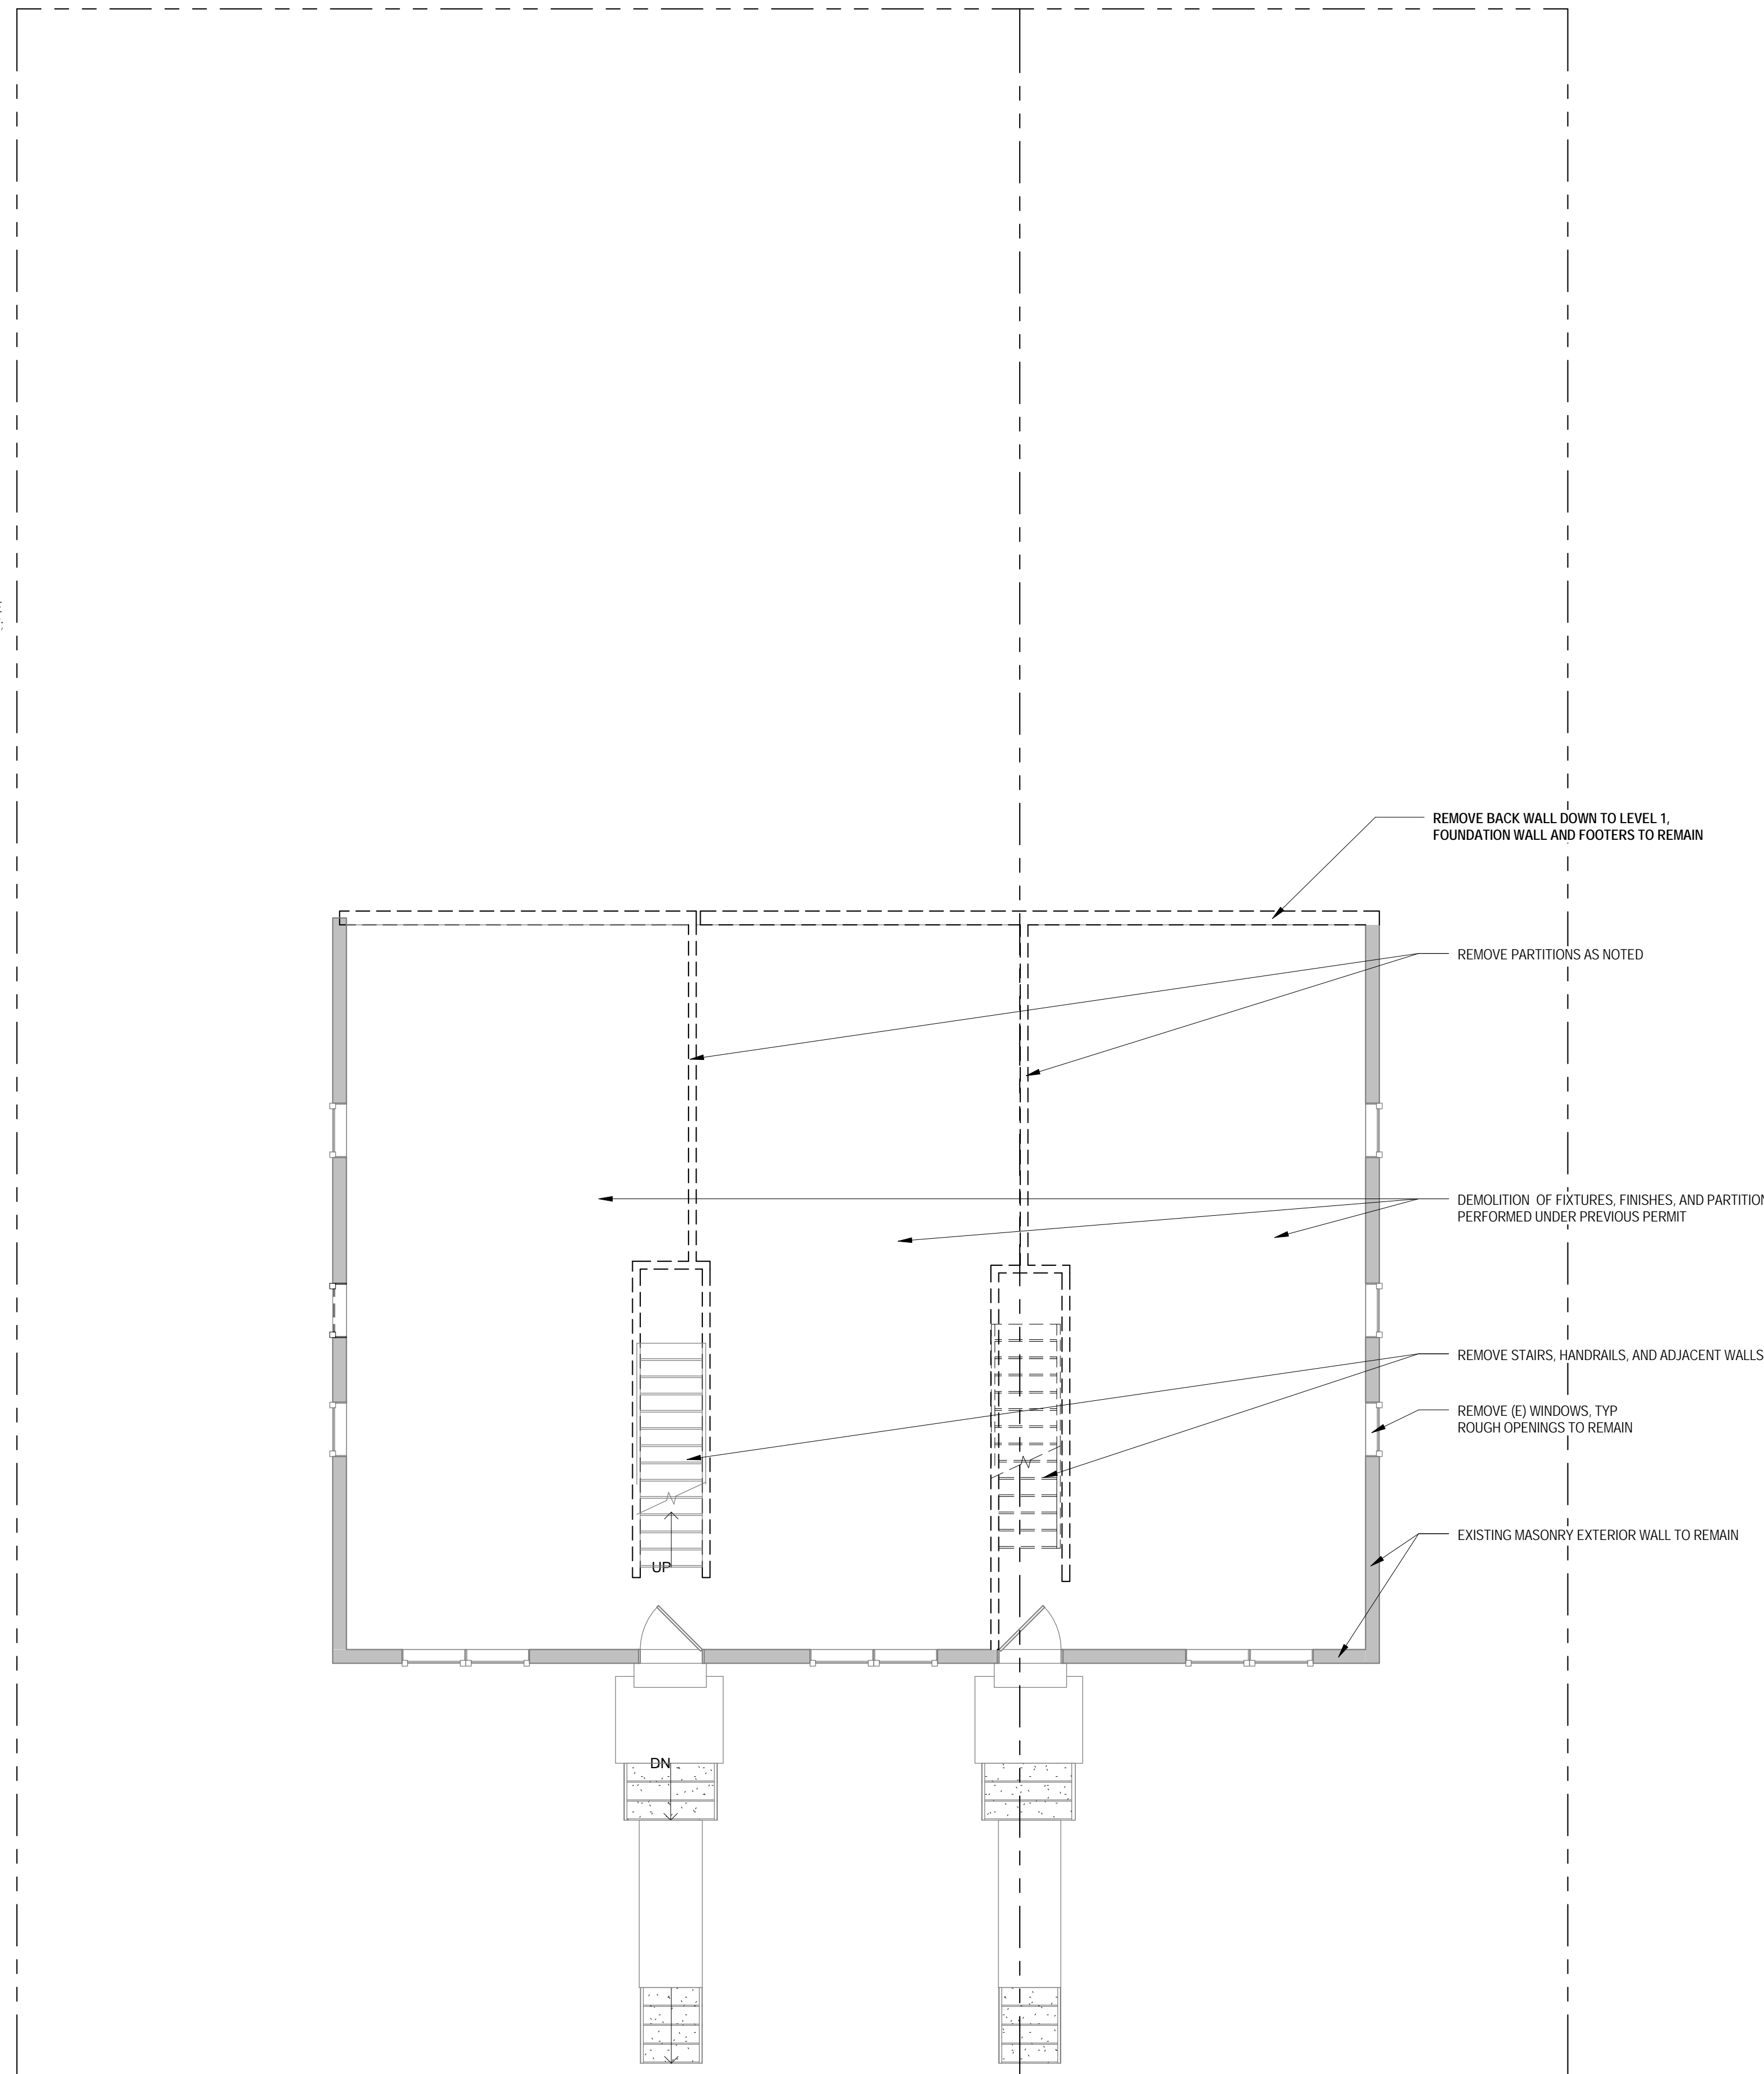 REMOVE BACK WALL DOWN TO LEVEL 1,
FOUNDATION WALL AND FOOTERS TO REMAIN
REMOVE PARTITIONS AS NOTED
DEMOLITION OF FIXTURES, FINISHES, AND PARTITION
PERFORMED UNDER PREVIOUS PERMIT
REMOVE STAIRS, HANDRAILS, AND ADJACENT WALLS
REMOVE (E) WINDOWS, TYP
ROUGH OPENINGS TO REMAIN
EXISTING MASONRY EXTERIOR WALL TO REMAIN
UP
DN